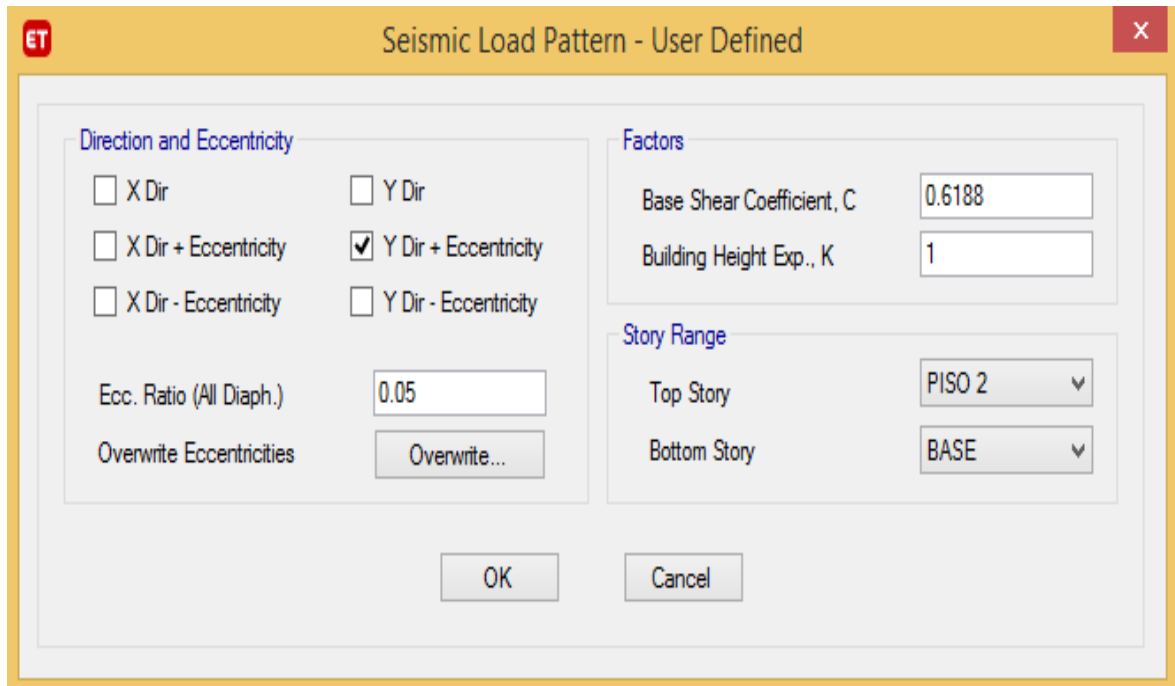 ET
Seismic Load Pattern - User Defined
x
Direction and Eccentricity
X Dir
Y Dir
X Dir + Eccentricity
Y Dir + Eccentricity
X Dir - Eccentricity
Y Dir - Eccentricity
Ecc. Ratio (All Diaph.)
0.05
Overwrite Eccentricities
Overwrite...
Factors
Base Shear Coefficient, C
0.6188
Building Height Exp., K
1
Story Range
Top Story
PISO 2
Bottom Story
BASE
OK
Cancel